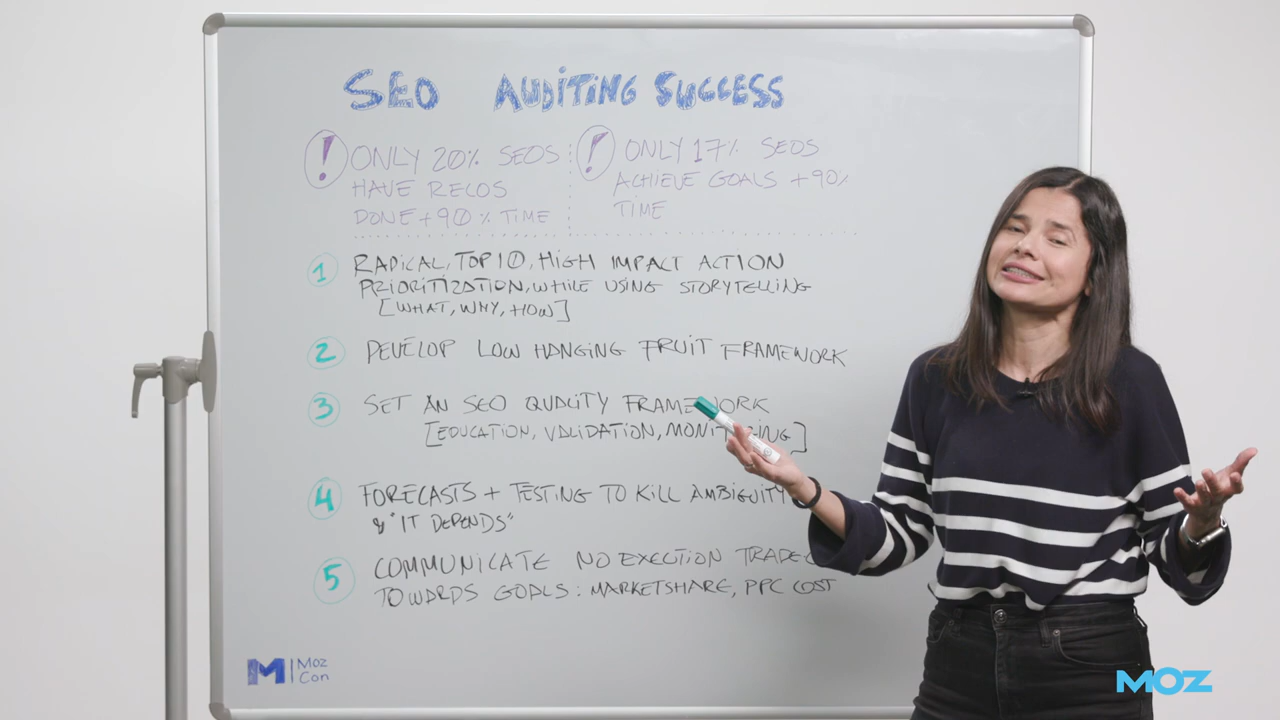 SEO AUDITING SUCCESS
! ONLY 20% SEOS
HAVE RECOS
DONE +90% TIME
! ONLY 17% SEOS
ACHIEVE GOALS +90%
TIME
1 RADICAL, TOP 10, HIGH IMPACT ACTION
PRIORITIZATION, WHILE USING STORYTELLING
[WHAT, WHY, HOW]
2 DEVELOP LOW HANGING FRUIT FRAMEWORK
3 SET AN SEO QUALITY FRAMEWORK
[EDUCATION, VALIDATION, MONITORING]
4 FORECASTS + TESTING TO KILL AMBIGUITY
& "IT DEPENDS"
5 COMMUNICATE NO EXECTION
TOWARDS GOALS: MARKETSHARE, PPC COST
M | Moz
Con
MOZ